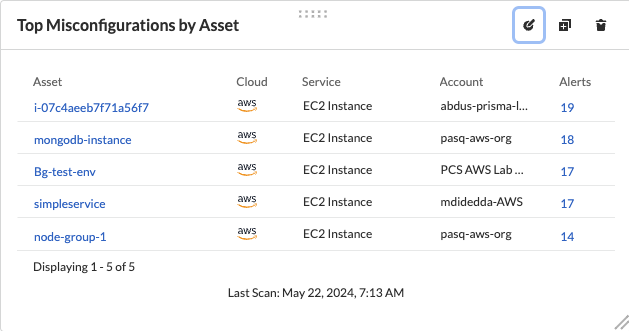 Top Misconfigurations by Asset
Asset Cloud Service Account Alerts
i-07c4aeeb7f71a56f7 aws EC2 Instance abdus-prisma-l... 19
mongodb-instance aws EC2 Instance pasq-aws-org 18
Bg-test-env aws EC2 Instance PCS AWS Lab ... 17
simpleservice aws EC2 Instance mdidedda-AWS 17
node-group-1 aws EC2 Instance pasq-aws-org 14
Displaying 1 - 5 of 5
Last Scan: May 22, 2024, 7:13 AM